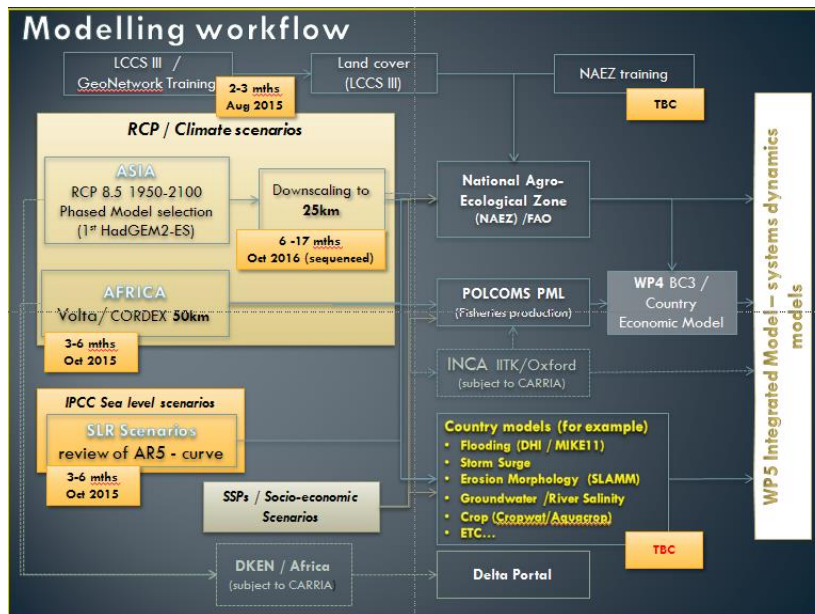 Modelling workflow
LCCS III /
GeoNetwork Training
2-3 mths
Aug 2015
Land cover
(LCCS III)
NAEZ training
TBC
RCP / Climate scenarios
ASIA
RCP 8.5 1950-2100
Phased Model selection
(1st HadGEM2-ES)
Downscaling to
25km
6 -17 mths
Oct 2016 (sequenced)
AFRICA
Volta/ CORDEX 50km
3-6 mths
Oct 2015
IPCC Sea level scenarios
SLR Scenarios
review of AR5 - curve
3-6 mths
Oct 2015
SSPs / Socio-economic
Scenarios
DKEN / Africa
(subject to CARRIA)
National Agro-
Ecological Zone
(NAEZ) /FAO
POLCOMS PML
(Fisheries production)
WP4 BC3 /
Country
Economic Model
INCA IITK/Oxford
(subject to CARRIA)
Country models (for example)
• Flooding (DHI / MIKE11)
• Storm Surge
• Erosion Morphology (SLAMM)
• Groundwater /River Salinity
• Crop (Cropwat/Aquacrop)
• ETC...
TBC
Delta Portal
WP5 Integrated Model – systems dynamics
models